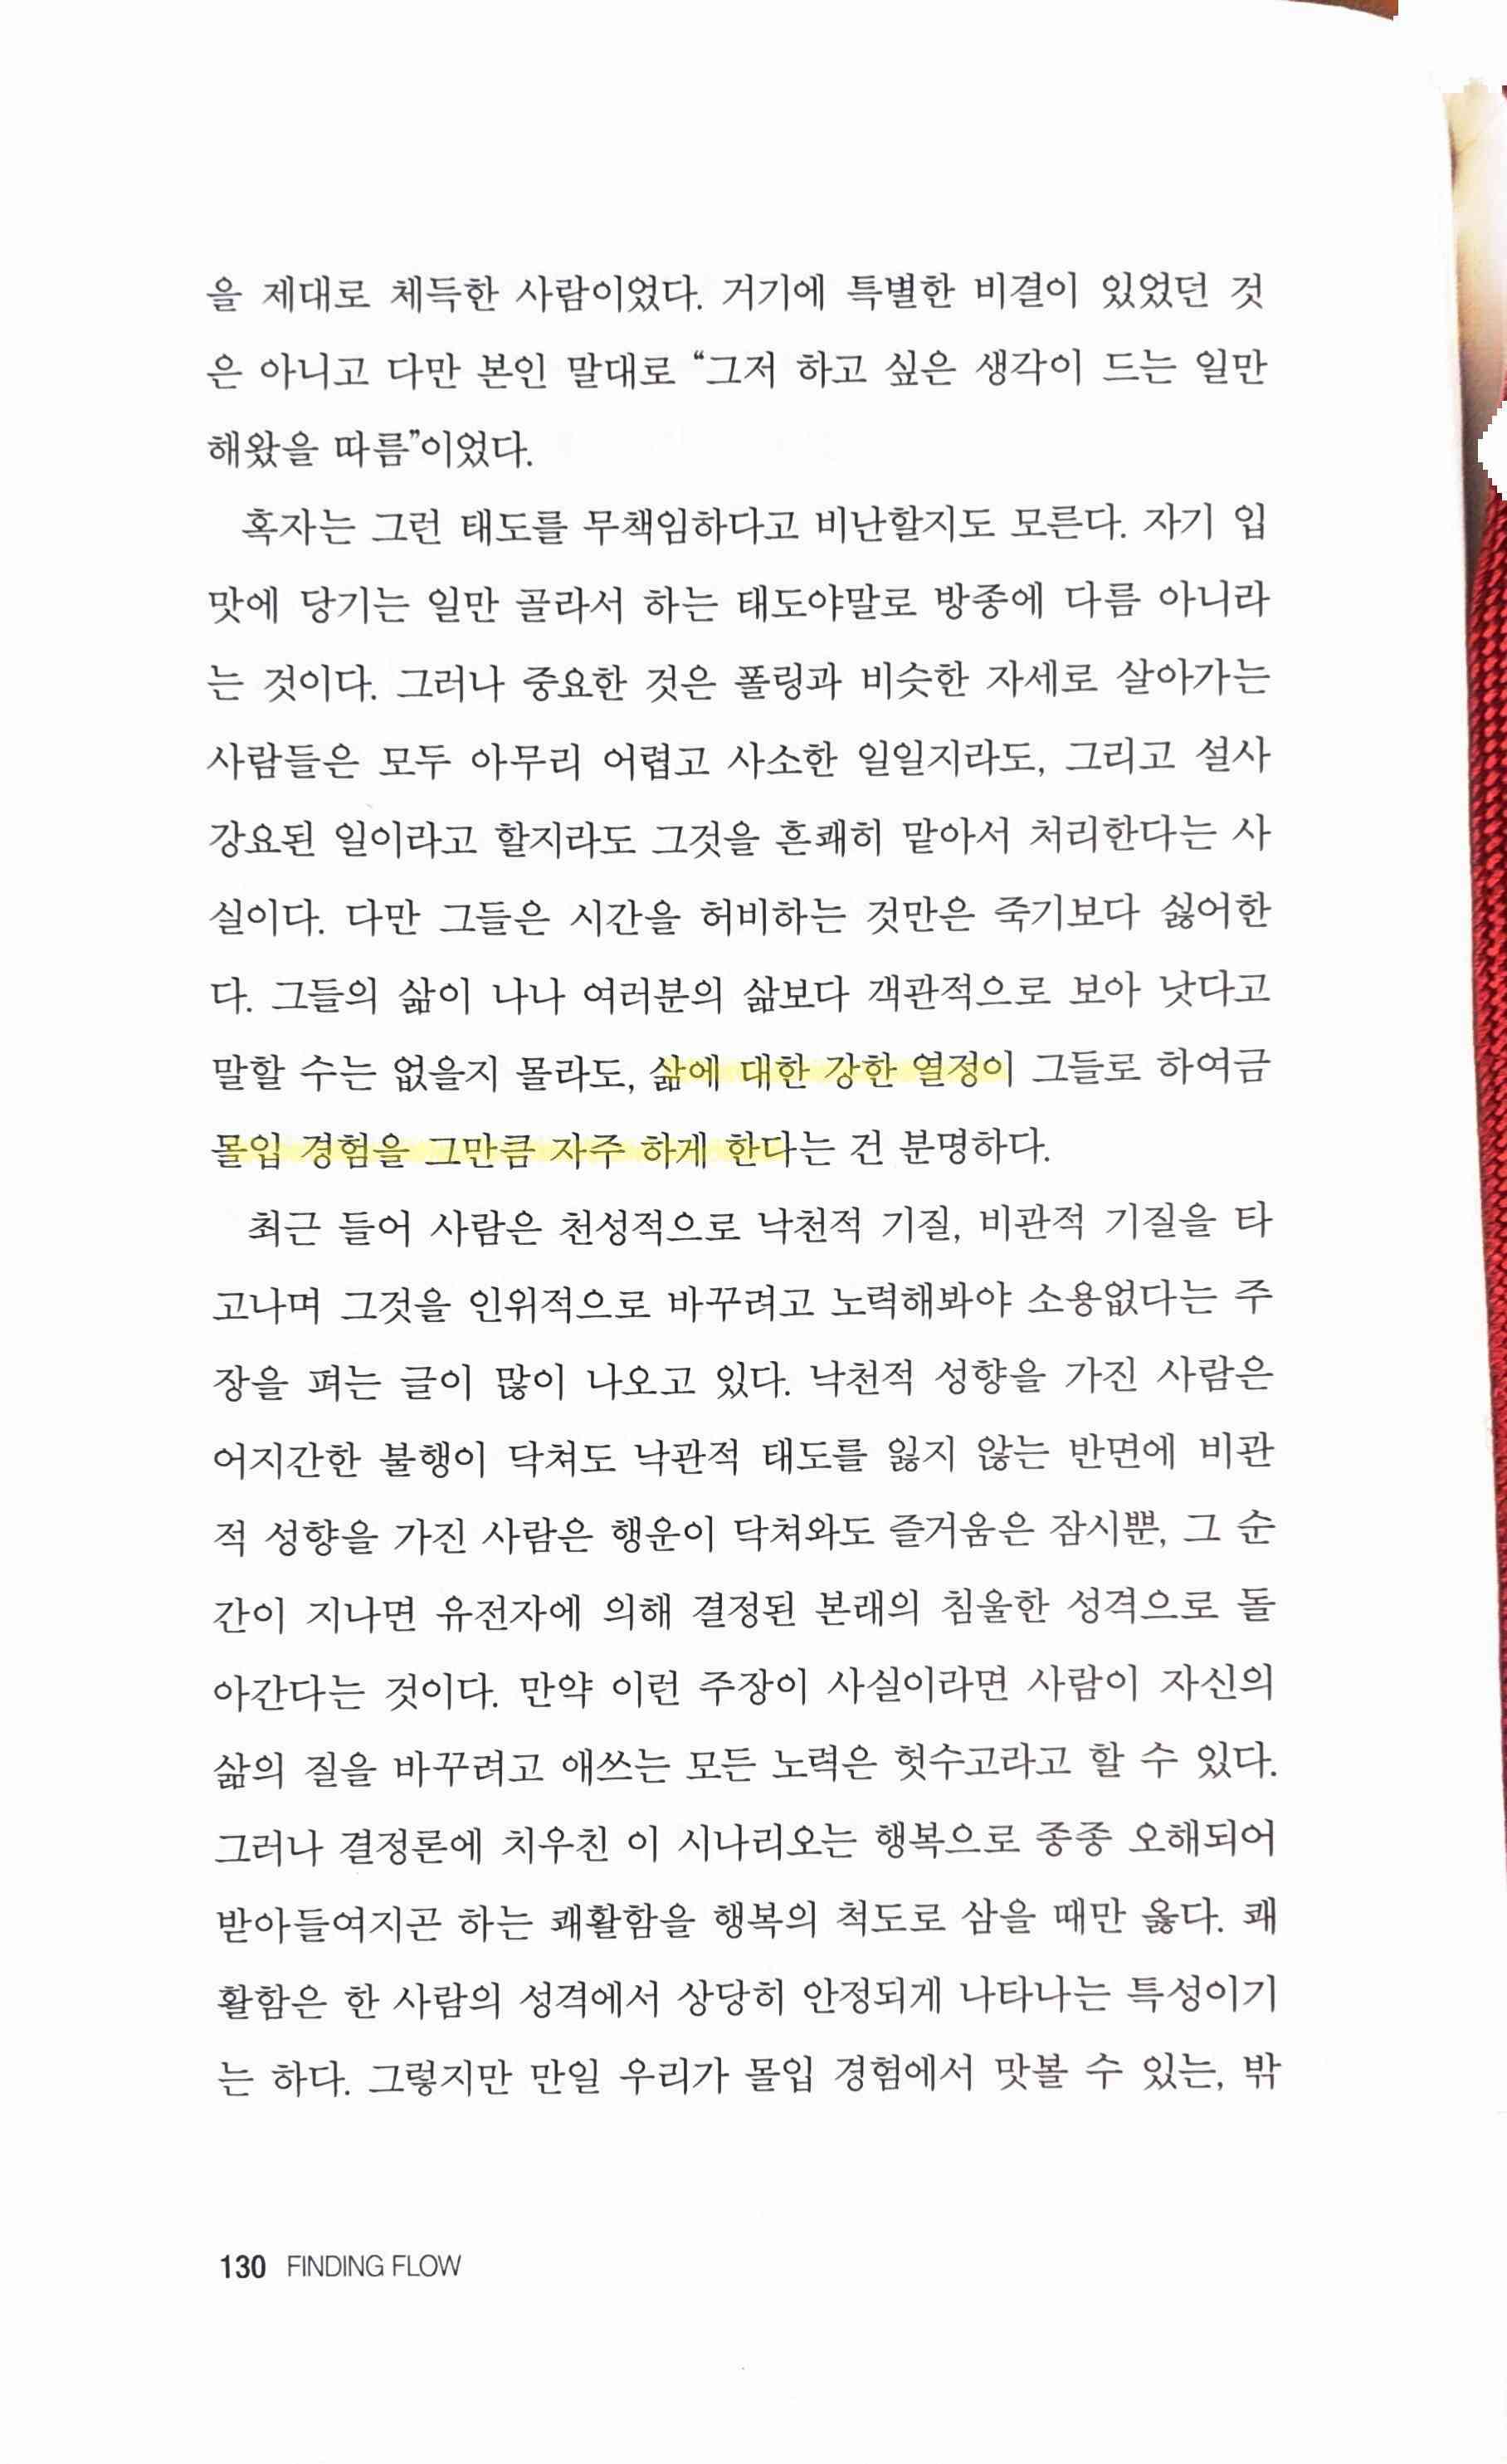 을 제대로 체득한 사람이었다. 거기에 특별한 비결이 있었던 것
은 아니고 다만 본인 말대로 “그저 하고 싶은 생각이 드는 일만
해왔을 따름”이었다.
혹자는 그런 태도를 무책임하다고 비난할지도 모른다. 자기 입
맛에 당기는 일만 골라서 하는 태도야말로 방종에 다름 아니라
는 것이다. 그러나 중요한 것은 폴링과 비슷한 자세로 살아가는
사람들은 모두 아무리 어렵고 사소한 일일지라도, 그리고 설사
강요된 일이라고 할지라도 그것을 흔쾌히 맡아서 처리한다는 사
실이다. 다만 그들은 시간을 허비하는 것만은 죽기보다 싫어한
다. 그들의 삶이 나나 여러분의 삶보다 객관적으로 보아 낫다고
말할 수는 없을지 몰라도, 삶에 대한 강한 열정이 그들로 하여금
몰입 경험을 그만큼 자주 하게 한다는 건 분명하다.
최근 들어 사람은 천성적으로 낙천적 기질, 비관적 기질을 타
고나며 그것을 인위적으로 바꾸려고 노력해봐야 소용없다는 주
장을 펴는 글이 많이 나오고 있다. 낙천적 성향을 가진 사람은
어지간한 불행이 닥쳐도 낙관적 태도를 잃지 않는 반면에 비관
적 성향을 가진 사람은 행운이 닥쳐와도 즐거움은 잠시뿐, 그 순
간이 지나면 유전자에 의해 결정된 본래의 침울한 성격으로 돌
아간다는 것이다. 만약 이런 주장이 사실이라면 사람이 자신의
삶의 질을 바꾸려고 애쓰는 모든 노력은 헛수고라고 할 수 있다.
그러나 결정론에 치우친 이 시나리오는 행복으로 종종 오해되어
받아들여지곤 하는 쾌활함을 행복의 척도로 삼을 때만 옳다. 쾌
활함은 한 사람의 성격에서 상당히 안정되게 나타나는 특성이기
는 하다. 그렇지만 만일 우리가 몰입 경험에서 맛볼 수 있는, 밖
130 FINDING FLOW